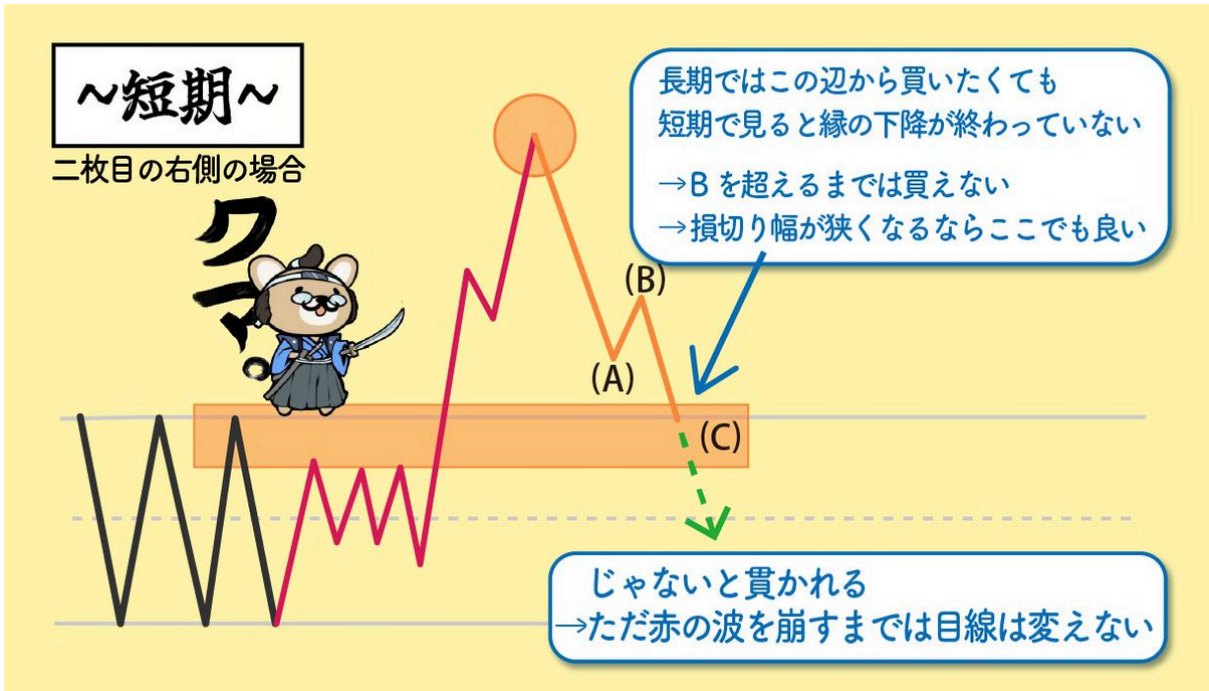 ～短期～
二枚目の右側の場合
クマ。
長期ではこの辺から買いたくても
短期で見ると縁の下降が終わっていない
→B を超えるまでは買えない
→損切り幅が狭くなるならここでも良い
(B)
(A)
(C)
じゃないと貫かれる
→ただ赤の波を崩すまでは目線は変えない